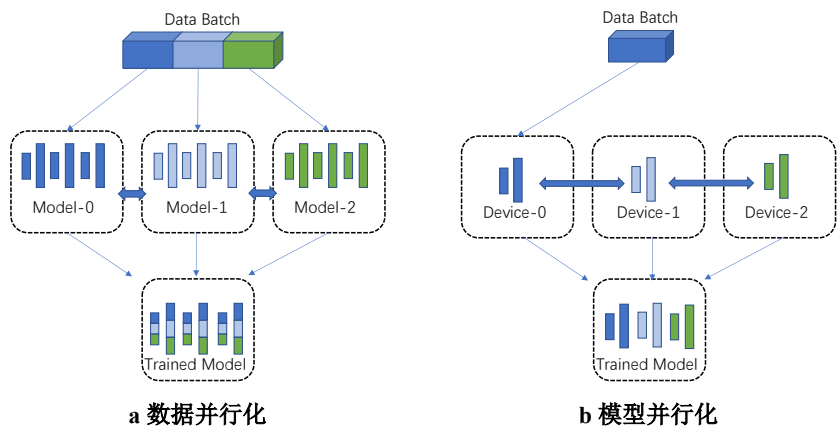 Data Batch
Model-0
Model-1
Model-2
Trained Model
a 数据并行化
Data Batch
Device-0
Device-1
Device-2
Trained Model
b 模型并行化